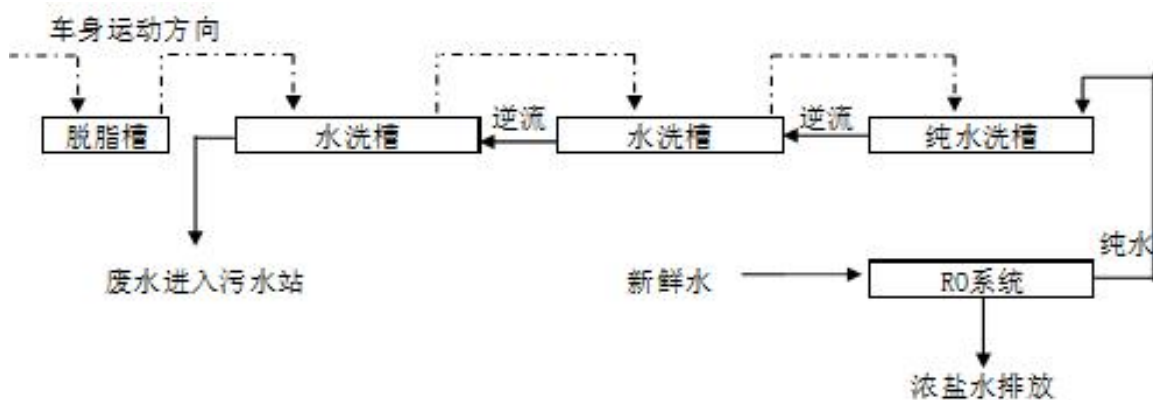 车身运动方向
脱脂槽
水洗槽
逆流
水洗槽
逆流
纯水洗槽
纯水
废水进入污水站
新鲜水
RO系统
浓盐水排放